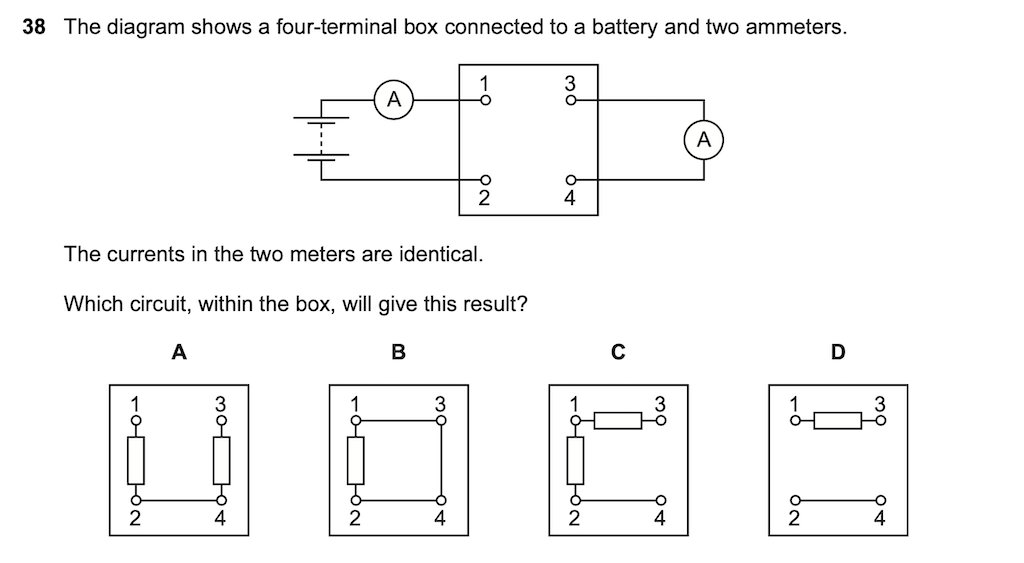 38 The diagram shows a four-terminal box connected to a battery and two ammeters.
1 3
A
A
2 4
The currents in the two meters are identical.
Which circuit, within the box, will give this result?
A B C D
1 3 1 3 1 3 1 3
2 4 2 4 2 4 2 4